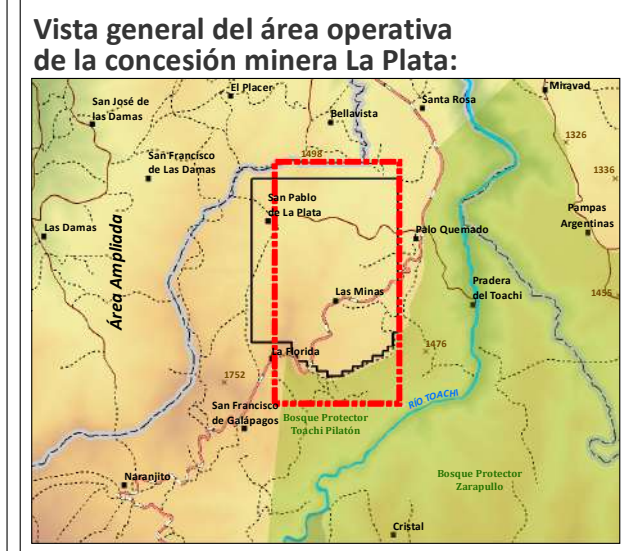 Vista general del área operativa
de la concesión minera La Plata:
El Placer
Miravad
San José de
las Damas
Santa Rosa
Bellavista
1326
San Francisco
de Las Damas
1498
1336
San Pablo
de La Plata
Pampas
Argentinas
Las Damas
Área Ampliada
Palo Quemado
Las Minas
Pradera
del Toachi
1455
La Florida
1476
1752
San Francisco
de Galápagos
Bosque Protector
Toachi Pilatón
RÍO TOACHI
Naranjito
Bosque Protector
Zarapullo
Cristal